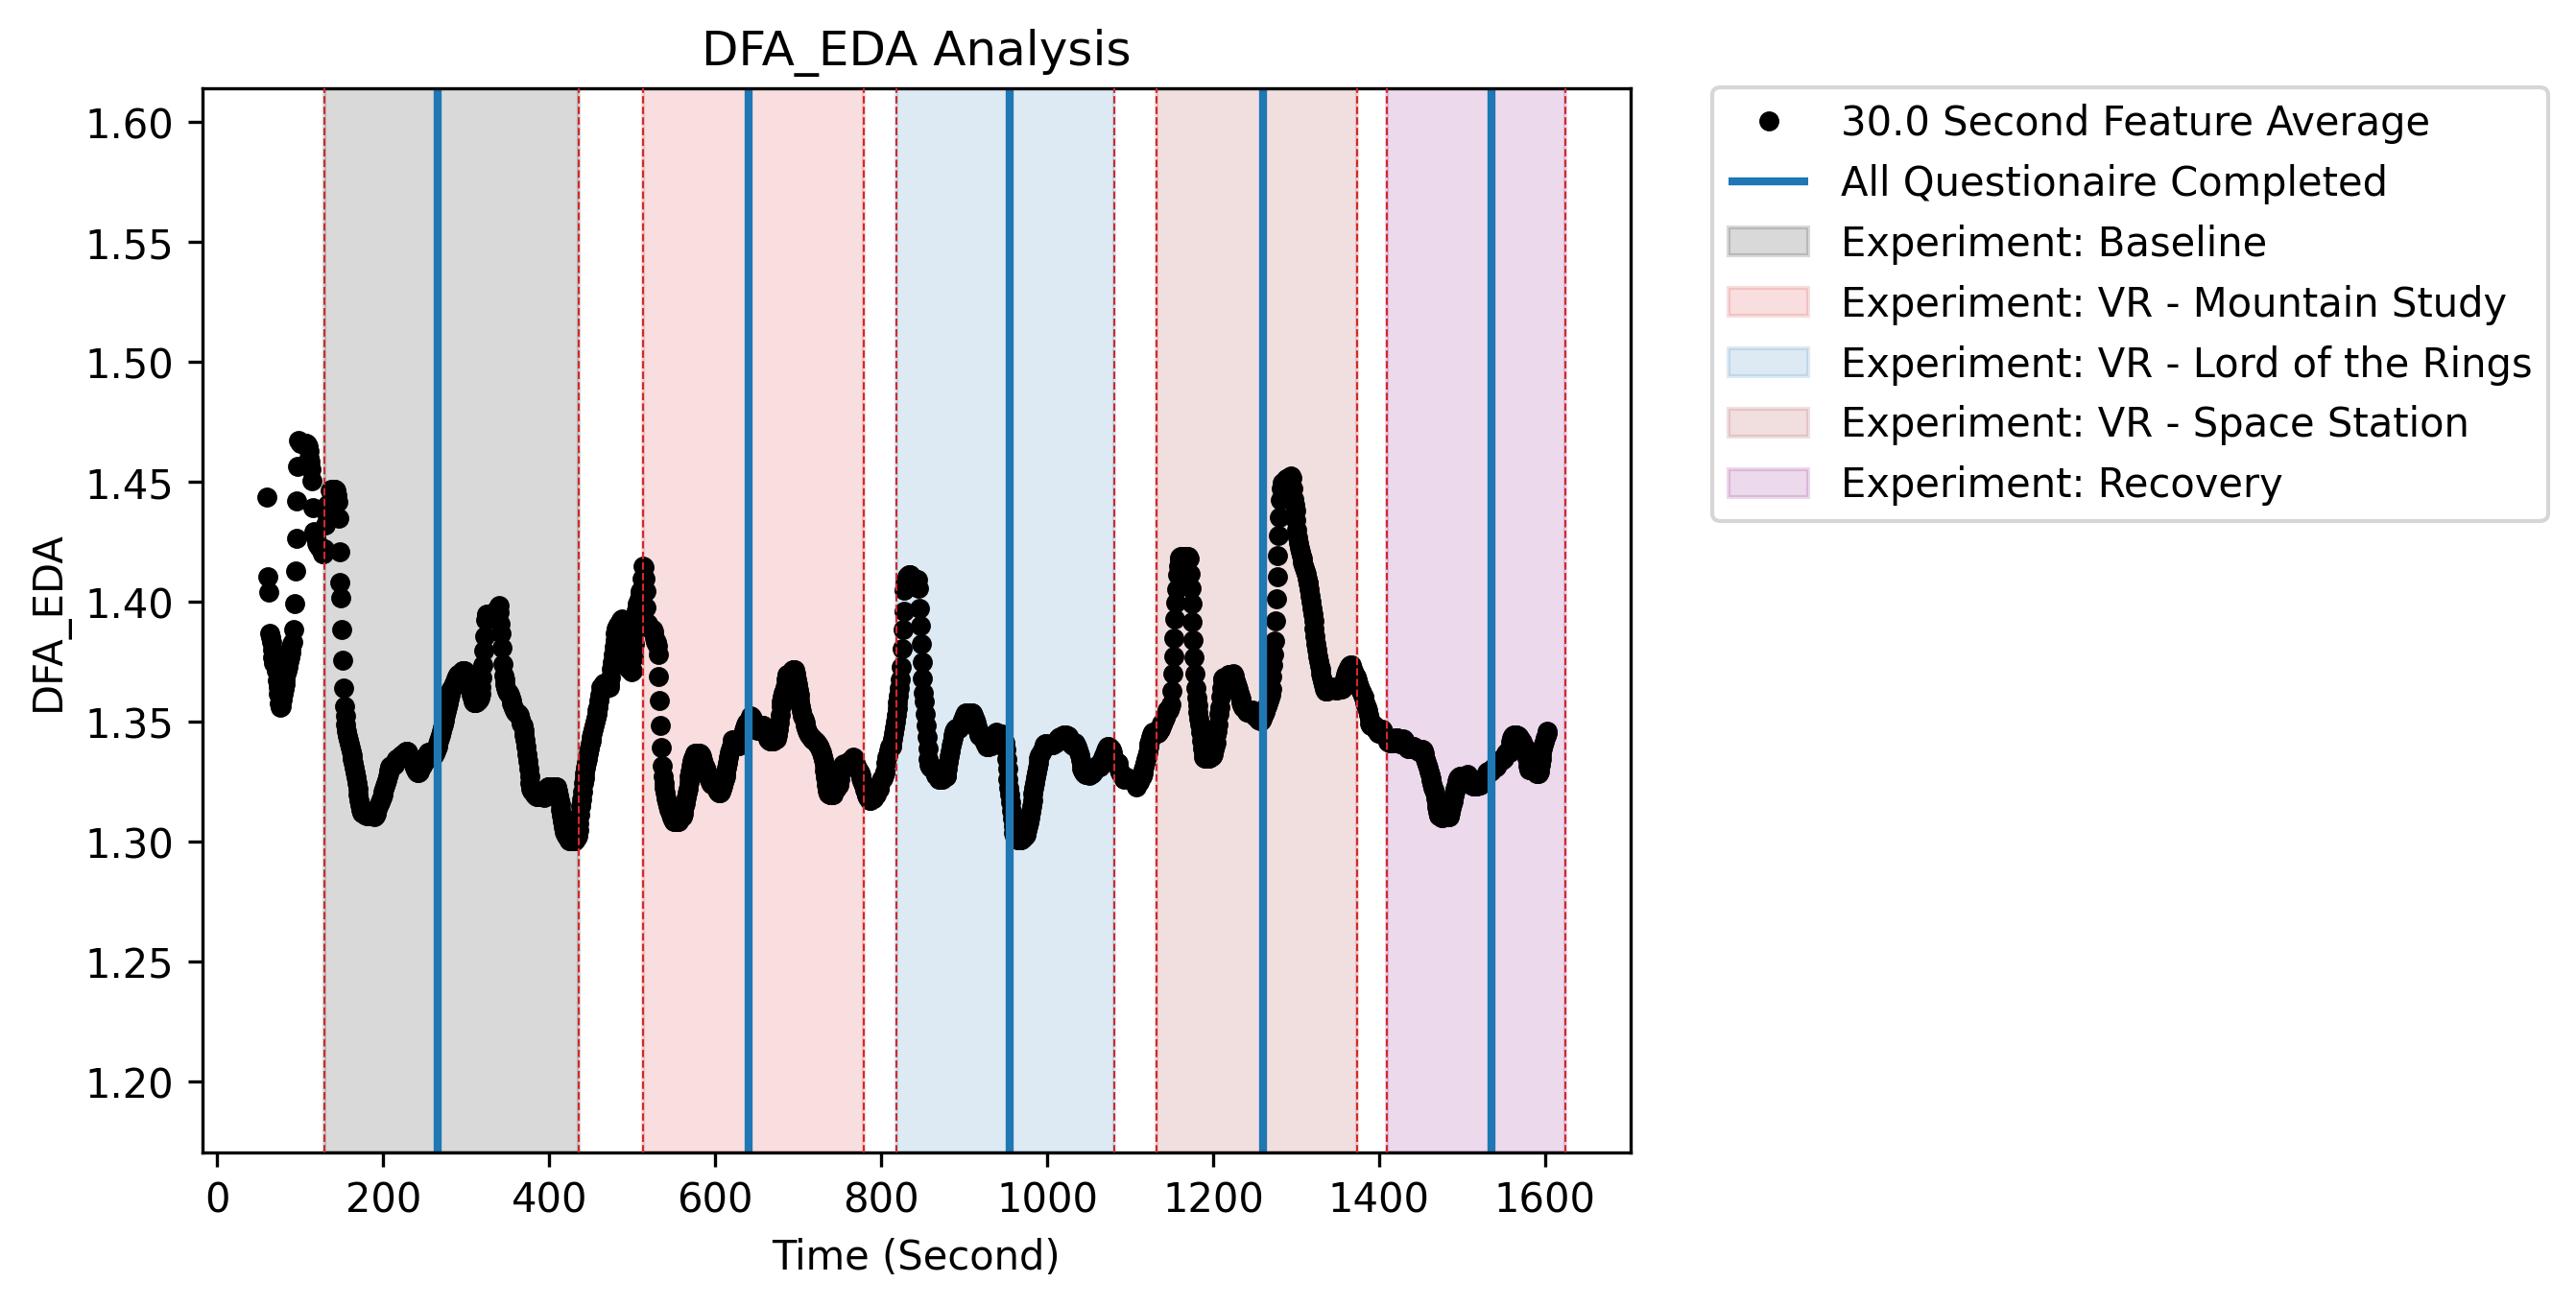 DFA_EDA Analysis
30.0 Second Feature Average
All Questionaire Completed
Experiment: Baseline
Experiment: VR - Mountain Study
Experiment: VR - Lord of the Rings
Experiment: VR - Space Station
Experiment: Recovery
DFA_EDA
1.60
1.55
1.50
1.45
1.40
1.35
1.30
1.25
1.20
0 200 400 600 800 1000 1200 1400 1600
Time (Second)